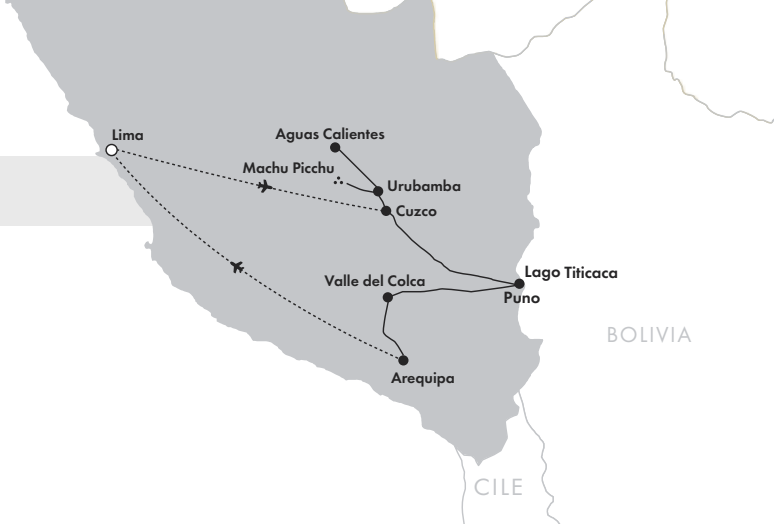 Lima
Aguas Calientes
Machu Picchu
Urubamba
Cuzco
Lago Titicaca
Valle del Colca
Puno
BOLIVIA
Arequipa
CILE